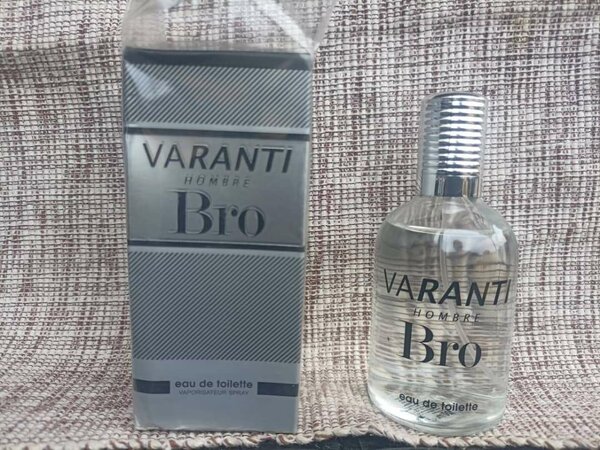 VARANTI
HOMBRE
Bro
eau de toilette
VAPORISATEUR SPRAY
VARANTI
HOMBRE
Bro
eau de toilette